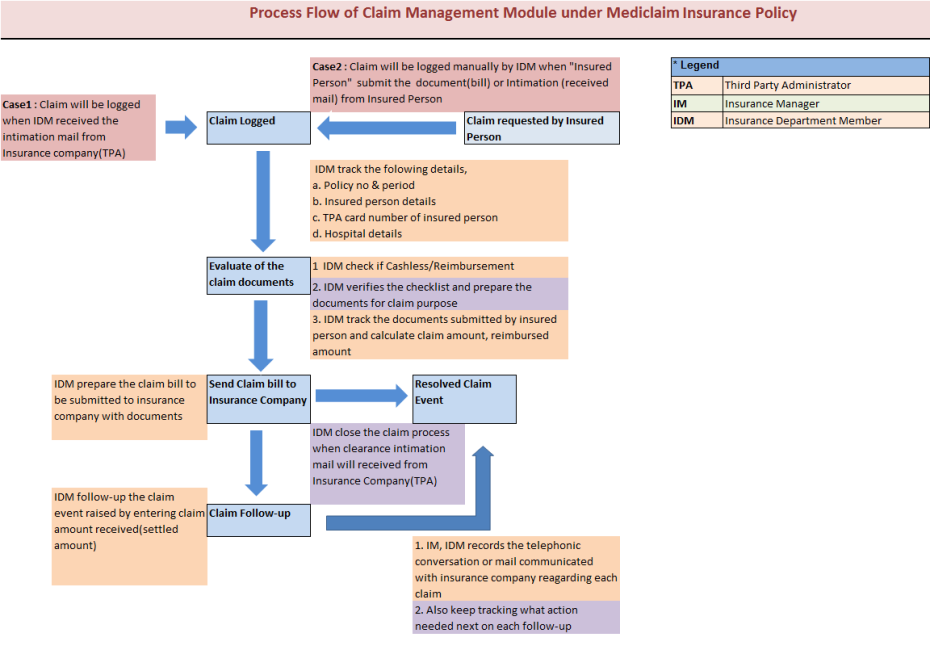 Process Flow of Claim Management Module under Mediclaim Insurance Policy
Case2 : Claim will be logged manually by IDM when "Insured
Person" submit the document(bill) or Intimation (received
mail) from Insured Person
* Legend
TPA Third Party Administrator
IM Insurance Manager
IDM Insurance Department Member
Case1 : Claim will be logged
when IDM received the
intimation mail from
Insurance company(TPA)
Claim Logged
Claim requested by Insured
Person
IDM track the following details,
a. Policy no & period
b. Insured person details
c. TPA card number of insured person
d. Hospital details
Evaluate of the
claim documents
1 IDM check if Cashless/Reimbursement
2. IDM verifies the checklist and prepare the
documents for claim purpose
3. IDM track the documents submitted by insured
person and calculate claim amount, reimbursed
amount
IDM prepare the claim bill to
be submitted to insurance
company with documents
Send Claim bill to
Insurance Company
Resolved Claim
Event
IDM close the claim process
when clearance intimation
mail will received from
Insurance Company(TPA)
IDM follow-up the claim
event raised by entering claim
amount received(settled
amount)
Claim Follow-up
1. IM, IDM records the telephonic
conversation or mail communicated
with insurance company reagarding each
claim
2. Also keep tracking what action
needed next on each follow-up